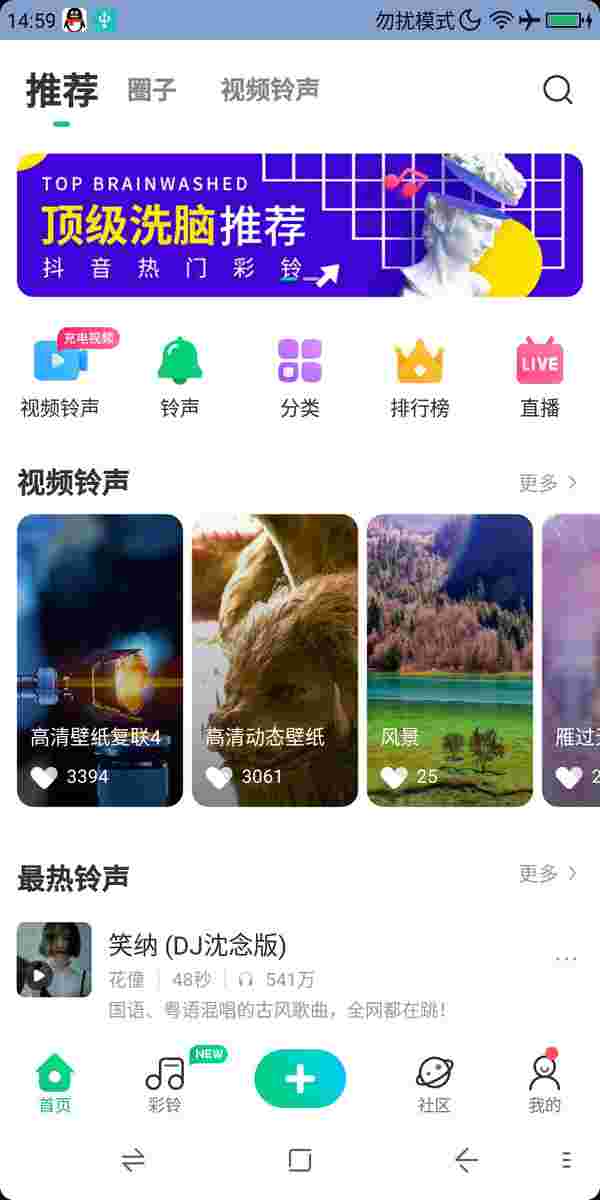 14:59 勿扰模式
推荐 圈子 视频铃声
TOP BRAINWASHED
顶级洗脑推荐
抖音热门彩铃
充电视频
LIVE
视频铃声 铃声 分类 排行榜 直播
视频铃声 更多
高清壁纸复联4 高清动态壁纸 风景 雁过
3394 3061 25 2
最热铃声 更多
笑纳 (DJ沈念版)
花僮 48秒 541万
国语、粤语混唱的古风歌曲，全网都在跳!
NEW
首页 彩铃 社区 我的